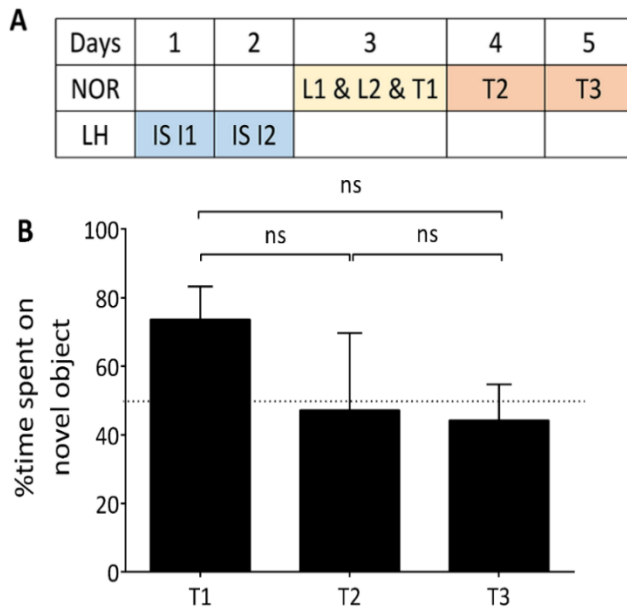 A
Days 1 2 3 4 5
NOR L1 & L2 & T1 T2 T3
LH IS I1 IS I2
B
ns
ns ns
%time spent on
novel object
100
80
60
40
20
0
T1 T2 T3